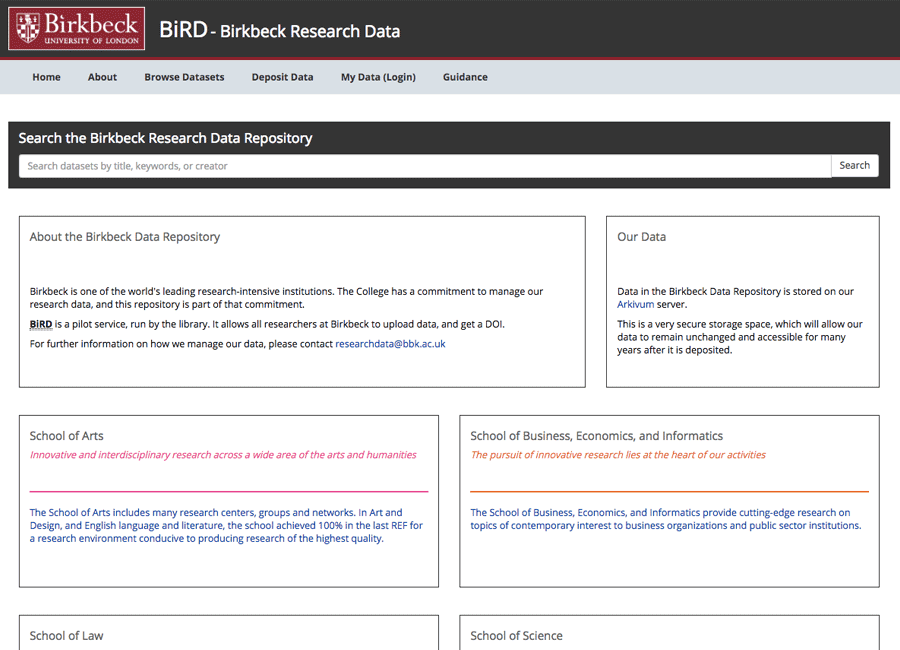 Birkbeck
UNIVERSITY OF LONDON
BiRD - Birkbeck Research Data
Home About Browse Datasets Deposit Data My Data (Login) Guidance
Search the Birkbeck Research Data Repository
Search datasets by title, keywords, or creator Search
About the Birkbeck Data Repository
Birkbeck is one of the world's leading research-intensive institutions. The College has a commitment to manage our
research data, and this repository is part of that commitment.
BiRD is a pilot service, run by the library. It allows all researchers at Birkbeck to upload data, and get a DOI.
For further information on how we manage our data, please contact researchdata@bbk.ac.uk
Our Data
Data in the Birkbeck Data Repository is stored on our
Arkivum server.
This is a very secure storage space, which will allow our
data to remain unchanged and accessible for many
years after it is deposited.
School of Arts
Innovative and interdisciplinary research across a wide area of the arts and humanities
The School of Arts includes many research centers, groups and networks. In Art and
Design, and English language and literature, the school achieved 100% in the last REF for
a research environment conducive to producing research of the highest quality.
School of Business, Economics, and Informatics
The pursuit of innovative research lies at the heart of our activities
The School of Business, Economics, and Informatics provide cutting-edge research on
topics of contemporary interest to business organizations and public sector institutions.
School of Law
School of Science